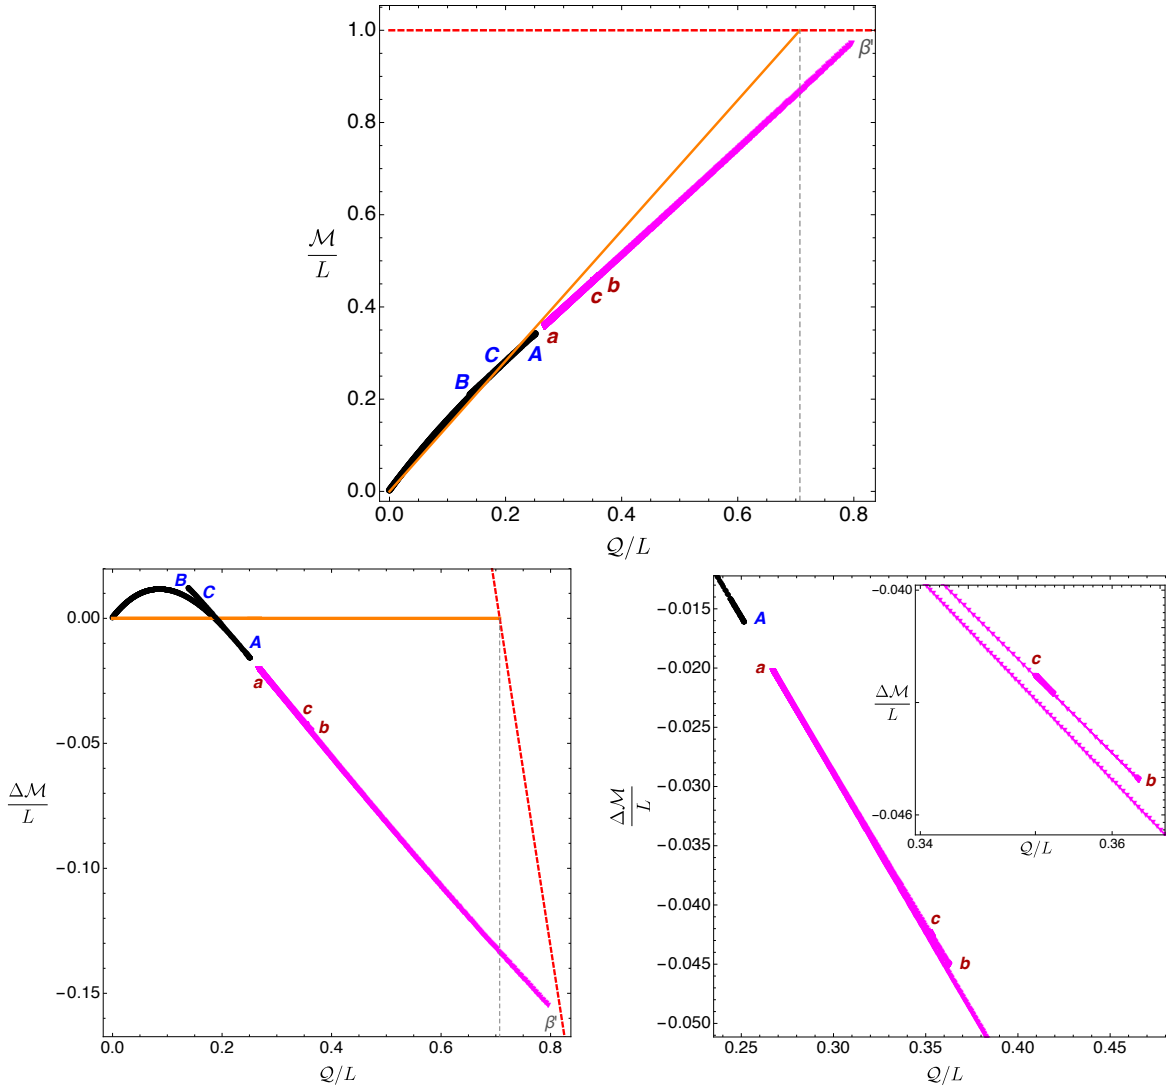 1.0
0.8
0.6
0.4
0.2
0.0
ℳ
L
β'
b
c
a
A
C
B
0.0 0.2 0.4 0.6 0.8
𝒬/L
0.00
−0.05
−0.10
−0.15
Δℳ
L
B
C
A
a
c
b
β'
0.0 0.2 0.4 0.6 0.8
𝒬/L
−0.015
−0.020
−0.025
−0.030
−0.035
−0.040
−0.045
−0.050
Δℳ
L
A
a
c
b
0.25 0.30 0.35 0.40 0.45
𝒬/L
−0.040
−0.046
Δℳ
L
c
b
0.34 0.36
𝒬/L